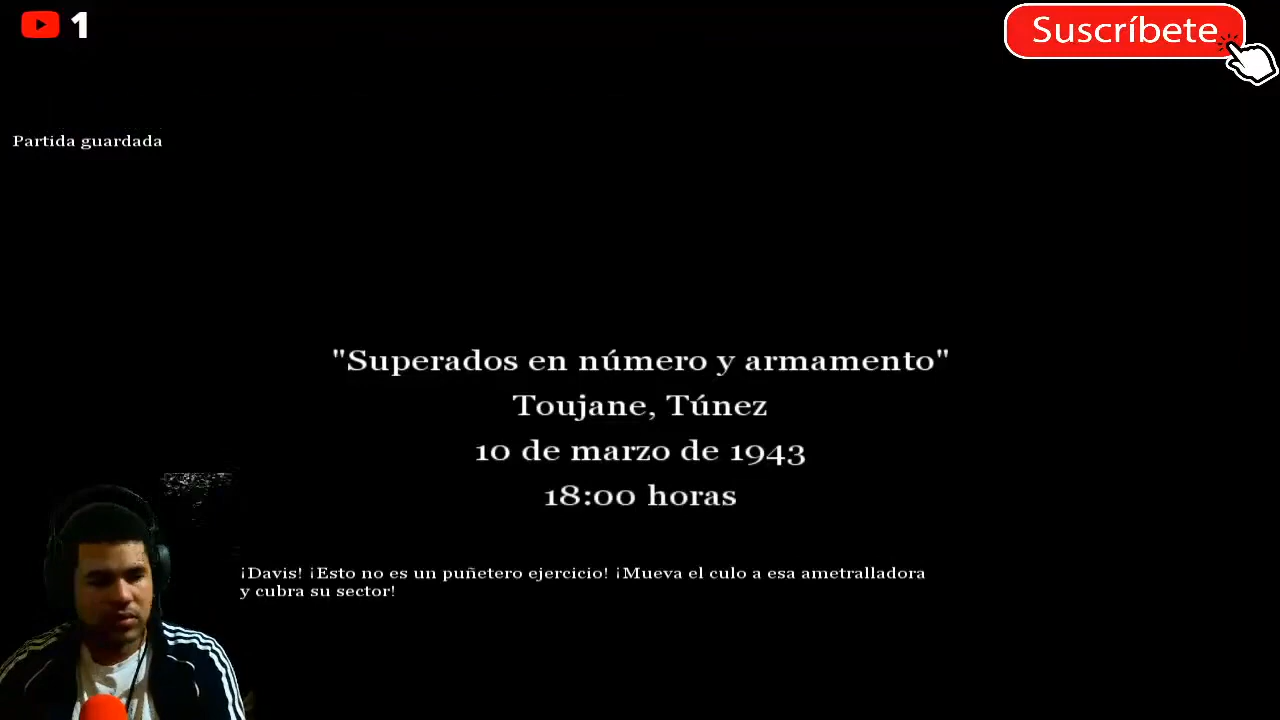 1
Suscríbete
Partida guardada
"Superados en número y armamento"
Toujane, Túnez
10 de marzo de 1943
18:00 horas
¡Davis! ¡Esto no es un puñetero ejercicio! ¡Mueva el culo a esa ametralladora
y cubra su sector!